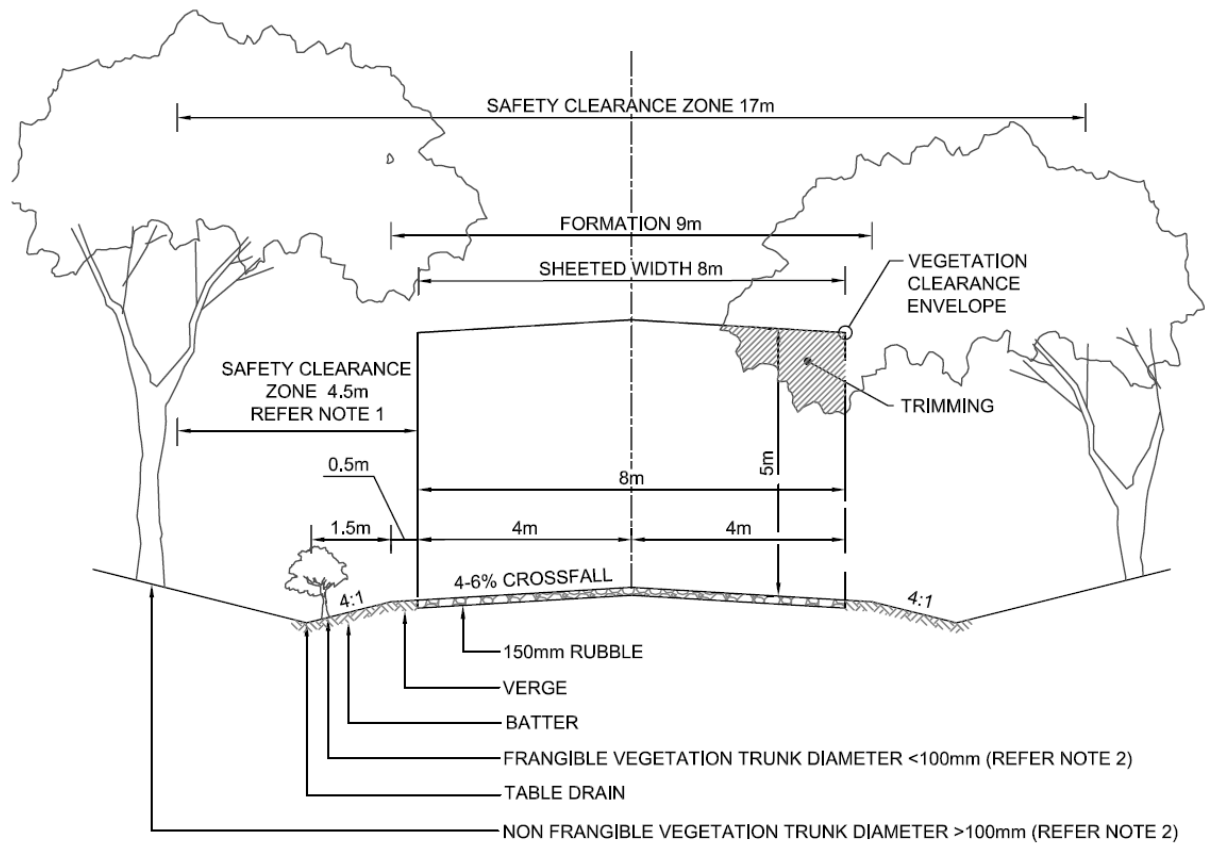 SAFETY CLEARANCE ZONE 17m
FORMATION 9m
SHEETED WIDTH 8m
VEGETATION
CLEARANCE
ENVELOPE
SAFETY CLEARANCE
ZONE 4.5m
REFER NOTE 1
TRIMMING
5m
0.5m
8m
1.5m
4m
4m
4-6% CROSSFALL
4:1
4:1
150mm RUBBLE
VERGE
BATTER
FRANGIBLE VEGETATION TRUNK DIAMETER <100mm (REFER NOTE 2)
TABLE DRAIN
NON FRANGIBLE VEGETATION TRUNK DIAMETER >100mm (REFER NOTE 2)